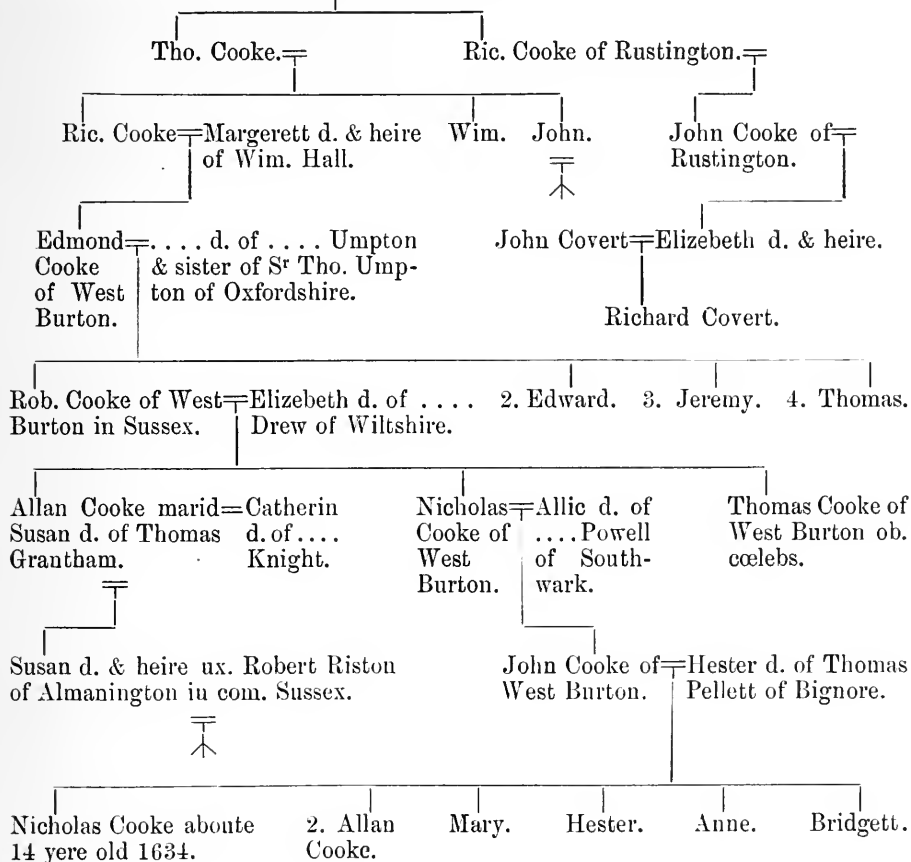 Tho. Cooke. Ric. Cooke of Rustington.
Ric. Cooke Margerett d. & heire Wim. John. John Cooke of
of Wim. Hall. Rustington.
Edmond . . . . d. of . . . . Umpton John Covert Elizebeth d. & heire.
Cooke & sister of Sʳ Tho. Ump-
of West ton of Oxfordshire.
Burton. Richard Covert.
Rob. Cooke of West Elizebeth d. of . . . . 2. Edward. 3. Jeremy. 4. Thomas.
Burton in Sussex. Drew of Wiltshire.
Allan Cooke marid=Catherin Nicholas Allic d. of Thomas Cooke of
Susan d. of Thomas d. of . . . . Cooke of . . . . Powell West Burton ob.
Grantham. Knight. West of South- cœlebs.
Burton. wark.
Susan d. & heire ux. Robert Riston John Cooke of Hester d. of Thomas
of Almanington in com. Sussex. West Burton. Pellett of Bignore.
Nicholas Cooke aboute 2. Allan Mary. Hester. Anne. Bridgett.
14 yere old 1634. Cooke.